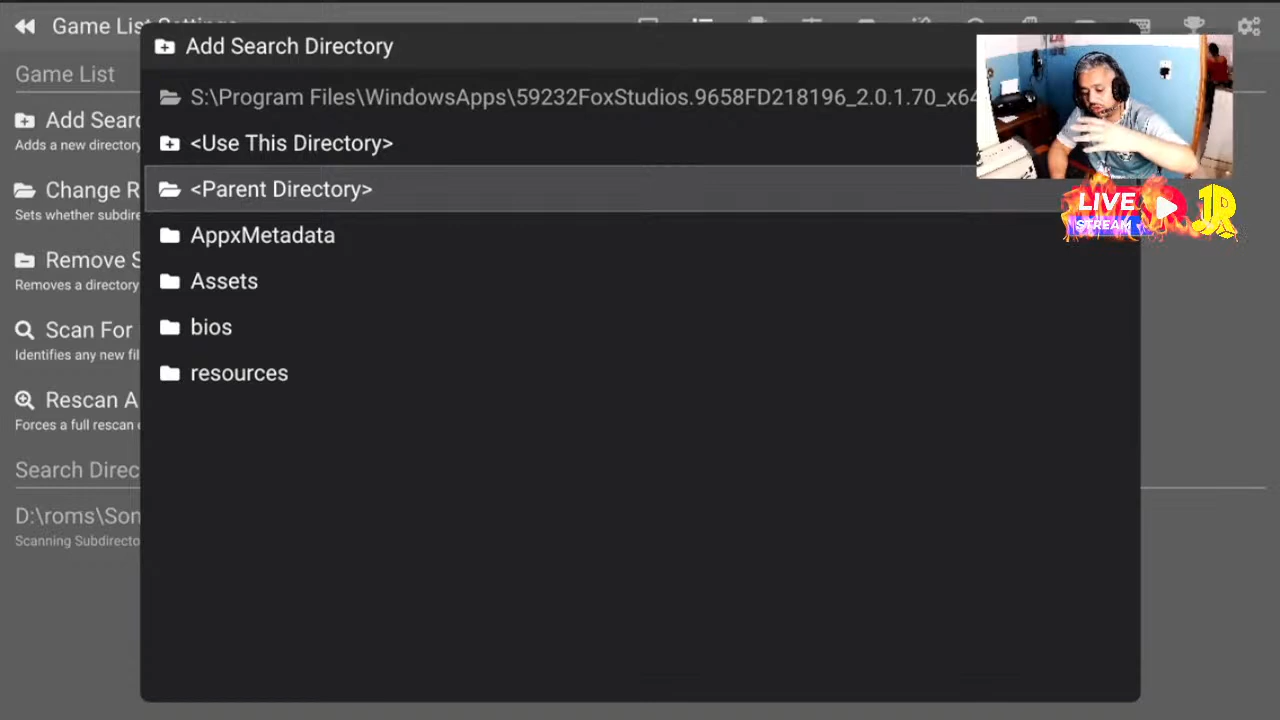 Game List Settings
Add Search Directory
Game List
S:\Program Files\WindowsApps\59232FoxStudios.9658FD218196_2.0.1.70_x64
Add Sear
<Use This Directory>
Adds a new directory
Change R
<Parent Directory>
Sets whether subdire
AppxMetadata
Remove S
Assets
Removes a directory
Scan For
bios
Identifies any new fil
resources
Rescan A
Forces a full rescan
Search Direc
D:\roms\Son
Scanning Subdirecto
LIVE
STREAM
JR